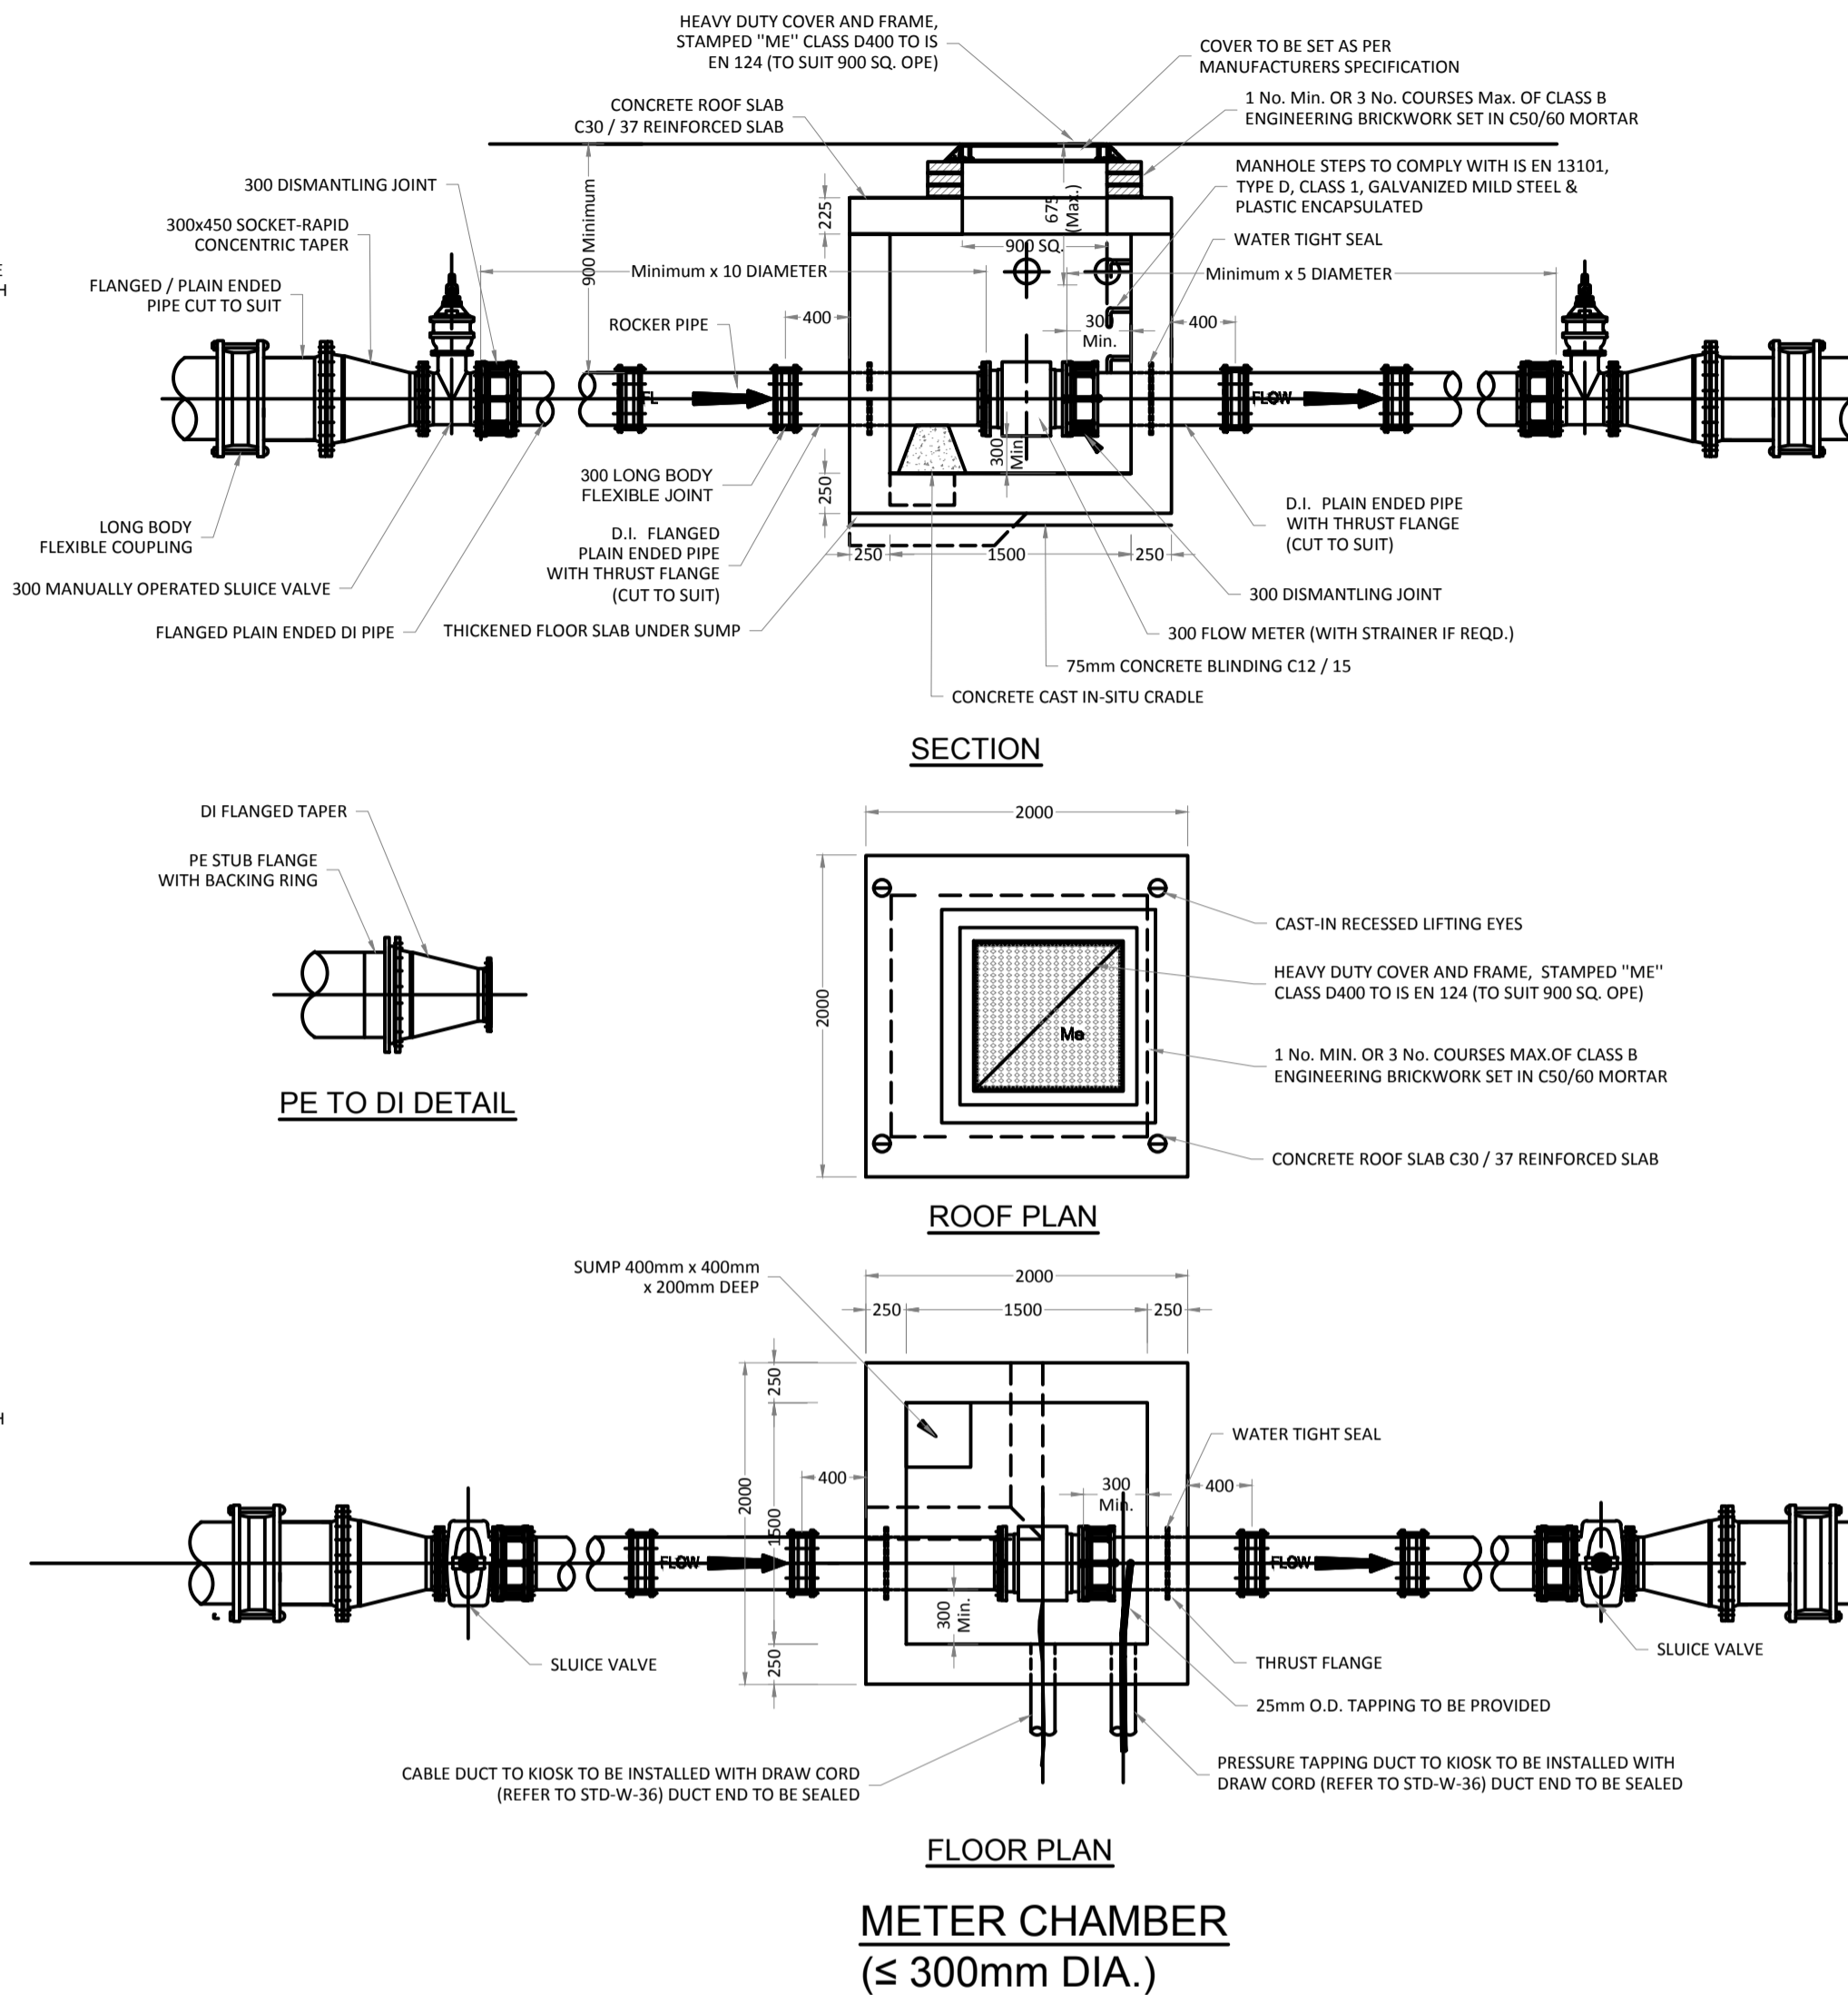 HEAVY DUTY COVER AND FRAME,
STAMPED "ME" CLASS D400 TO IS
EN 124 (TO SUIT 900 SQ. OPE)
COVER TO BE SET AS PER
MANUFACTURERS SPECIFICATION
CONCRETE ROOF SLAB
C30 / 37 REINFORCED SLAB
1 No. Min. OR 3 No. COURSES Max. OF CLASS B
ENGINEERING BRICKWORK SET IN C50/60 MORTAR
300 DISMANTLING JOINT
MANHOLE STEPS TO COMPLY WITH IS EN 13101,
TYPE D, CLASS 1, GALVANIZED MILD STEEL &
PLASTIC ENCAPSULATED
300x450 SOCKET-RAPID
CONCENTRIC TAPER
900 Minimum
225
675
(Max.)
900 SQ.
WATER TIGHT SEAL
E
H
FLANGED / PLAIN ENDED
PIPE CUT TO SUIT
Minimum x 10 DIAMETER
Minimum x 5 DIAMETER
ROCKER PIPE
400
300
Min.
400
FL
FLOW
300
Min
250
300 LONG BODY
FLEXIBLE JOINT
D.I. PLAIN ENDED PIPE
WITH THRUST FLANGE
(CUT TO SUIT)
LONG BODY
FLEXIBLE COUPLING
D.I. FLANGED
PLAIN ENDED PIPE
WITH THRUST FLANGE
(CUT TO SUIT)
250
1500
250
300 MANUALLY OPERATED SLUICE VALVE
300 DISMANTLING JOINT
FLANGED PLAIN ENDED DI PIPE
THICKENED FLOOR SLAB UNDER SUMP
300 FLOW METER (WITH STRAINER IF REQD.)
75mm CONCRETE BLINDING C12 / 15
CONCRETE CAST IN-SITU CRADLE
SECTION
DI FLANGED TAPER
PE STUB FLANGE
WITH BACKING RING
PE TO DI DETAIL
2000
2000
Me
CAST-IN RECESSED LIFTING EYES
HEAVY DUTY COVER AND FRAME, STAMPED "ME"
CLASS D400 TO IS EN 124 (TO SUIT 900 SQ. OPE)
1 No. MIN. OR 3 No. COURSES MAX.OF CLASS B
ENGINEERING BRICKWORK SET IN C50/60 MORTAR
CONCRETE ROOF SLAB C30 / 37 REINFORCED SLAB
ROOF PLAN
SUMP 400mm x 400mm
x 200mm DEEP
2000
250
1500
250
250
2000
1500
250
H
WATER TIGHT SEAL
400
300
Min.
400
FLOW
FLOW
300
Min.
SLUICE VALVE
THRUST FLANGE
SLUICE VALVE
25mm O.D. TAPPING TO BE PROVIDED
CABLE DUCT TO KIOSK TO BE INSTALLED WITH DRAW CORD
(REFER TO STD-W-36) DUCT END TO BE SEALED
PRESSURE TAPPING DUCT TO KIOSK TO BE INSTALLED WITH
DRAW CORD (REFER TO STD-W-36) DUCT END TO BE SEALED
FLOOR PLAN
METER CHAMBER
(≤ 300mm DIA.)